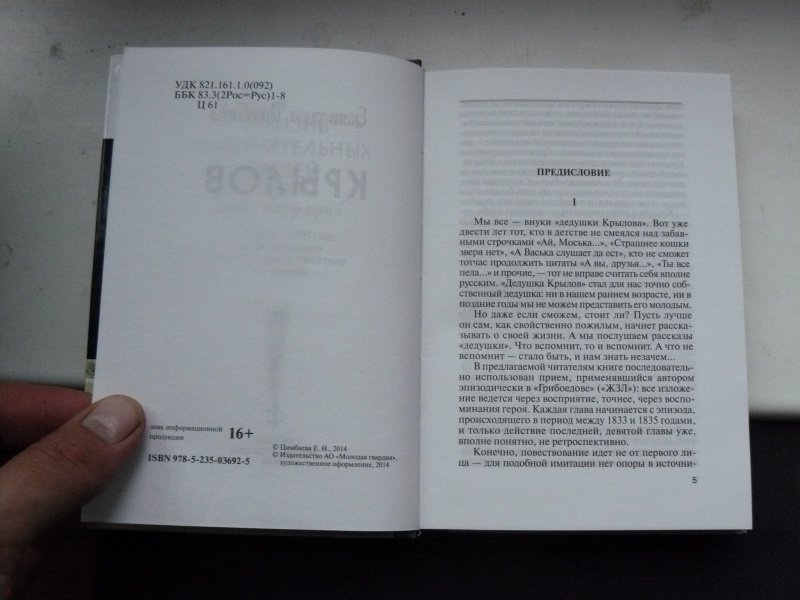 УДК 821.161.1.0(092)
ББК 83.3(2Рос=Рус)1-8
Ц 61
КРЫЛОВ
знак информационной
продукции
16+
ISBN 978-5-235-03692-5
© Цимбаева Е. Н., 2014
© Издательство АО «Молодая гвардия»,
художественное оформление, 2014
ПРЕДИСЛОВИЕ
I
Мы все — внуки «дедушки Крылова». Вот уже
двести лет тот, кто в детстве не смеялся над забав-
ными строчками «Ай, Моська...», «Страшнее кошки
зверя нет», «А Васька слушает да ест», кто не сможет
тотчас продолжить цитаты «А вы, друзья...», «Ты все
пела...» и прочие, — тот не вправе считать себя вполне
русским. «Дедушка Крылов» стал для нас точно соб-
ственный дедушка: ни в нашем раннем возрасте, ни в
поздние годы мы не можем представить его молодым.
Но даже если сможем, стоит ли? Пусть лучше
он сам, как свойственно пожилым, начнет расска-
зывать о своей жизни. А мы послушаем рассказы
«дедушки». Что вспомнит, то и вспомнит. А что не
вспомнит — стало быть, и нам знать незачем...
В предлагаемой читателям книге последователь-
но использован прием, применявшийся автором
эпизодически в «Грибоедове» («ЖЗЛ»): все изложе-
ние ведется через восприятие, точнее, через воспо-
минания героя. Каждая глава начинается с эпизода,
происходящего в период между 1833 и 1835 годами,
и только действие последней, девятой главы уже,
вполне понятно, не ретроспективно.
Конечно, повествование идет не от первого ли-
ца — для подобной имитации нет опоры в источни-
5